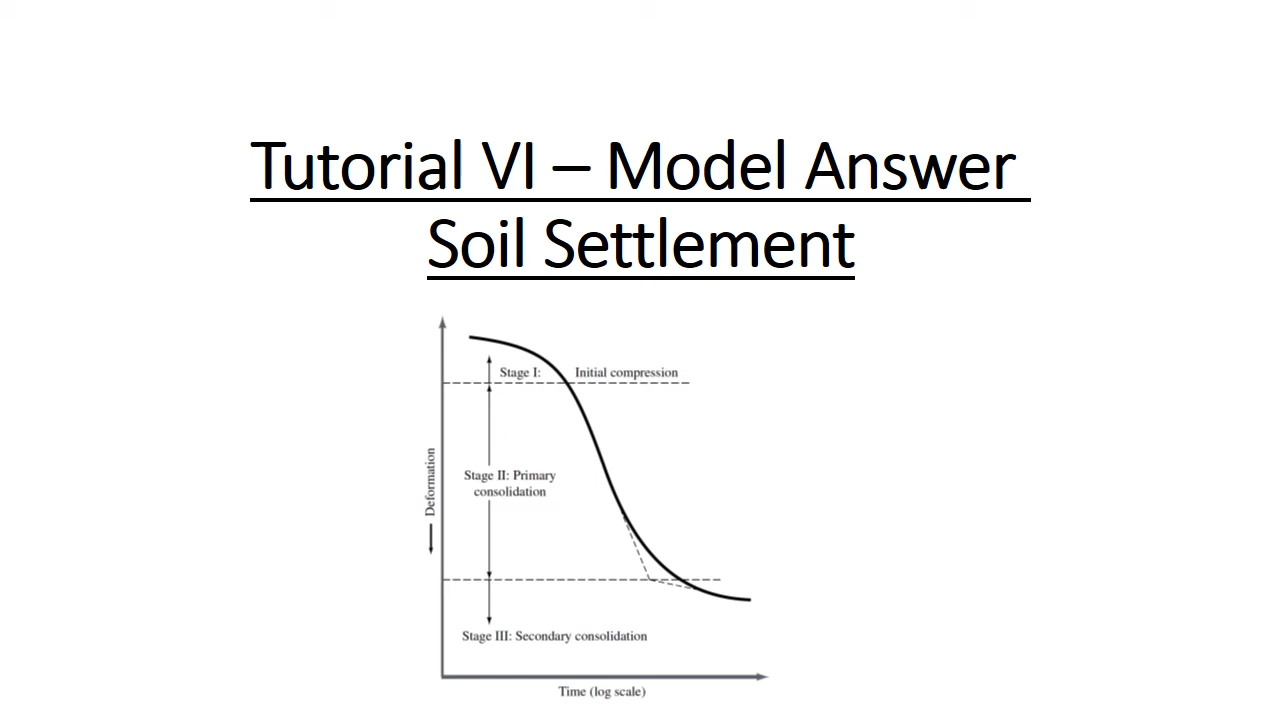 Tutorial VI – Model Answer
Soil Settlement
Stage I:
Initial compression
Stage II: Primary
consolidation
Deformation
Stage III: Secondary consolidation
Time (log scale)